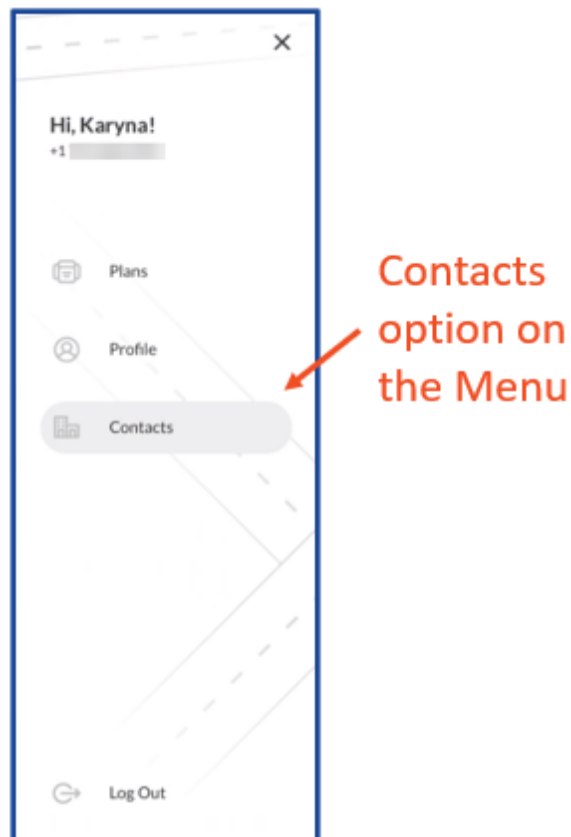 Hi, Karyna!
+1
Plans
Profile
Contacts
Log Out
Contacts
option on
the Menu